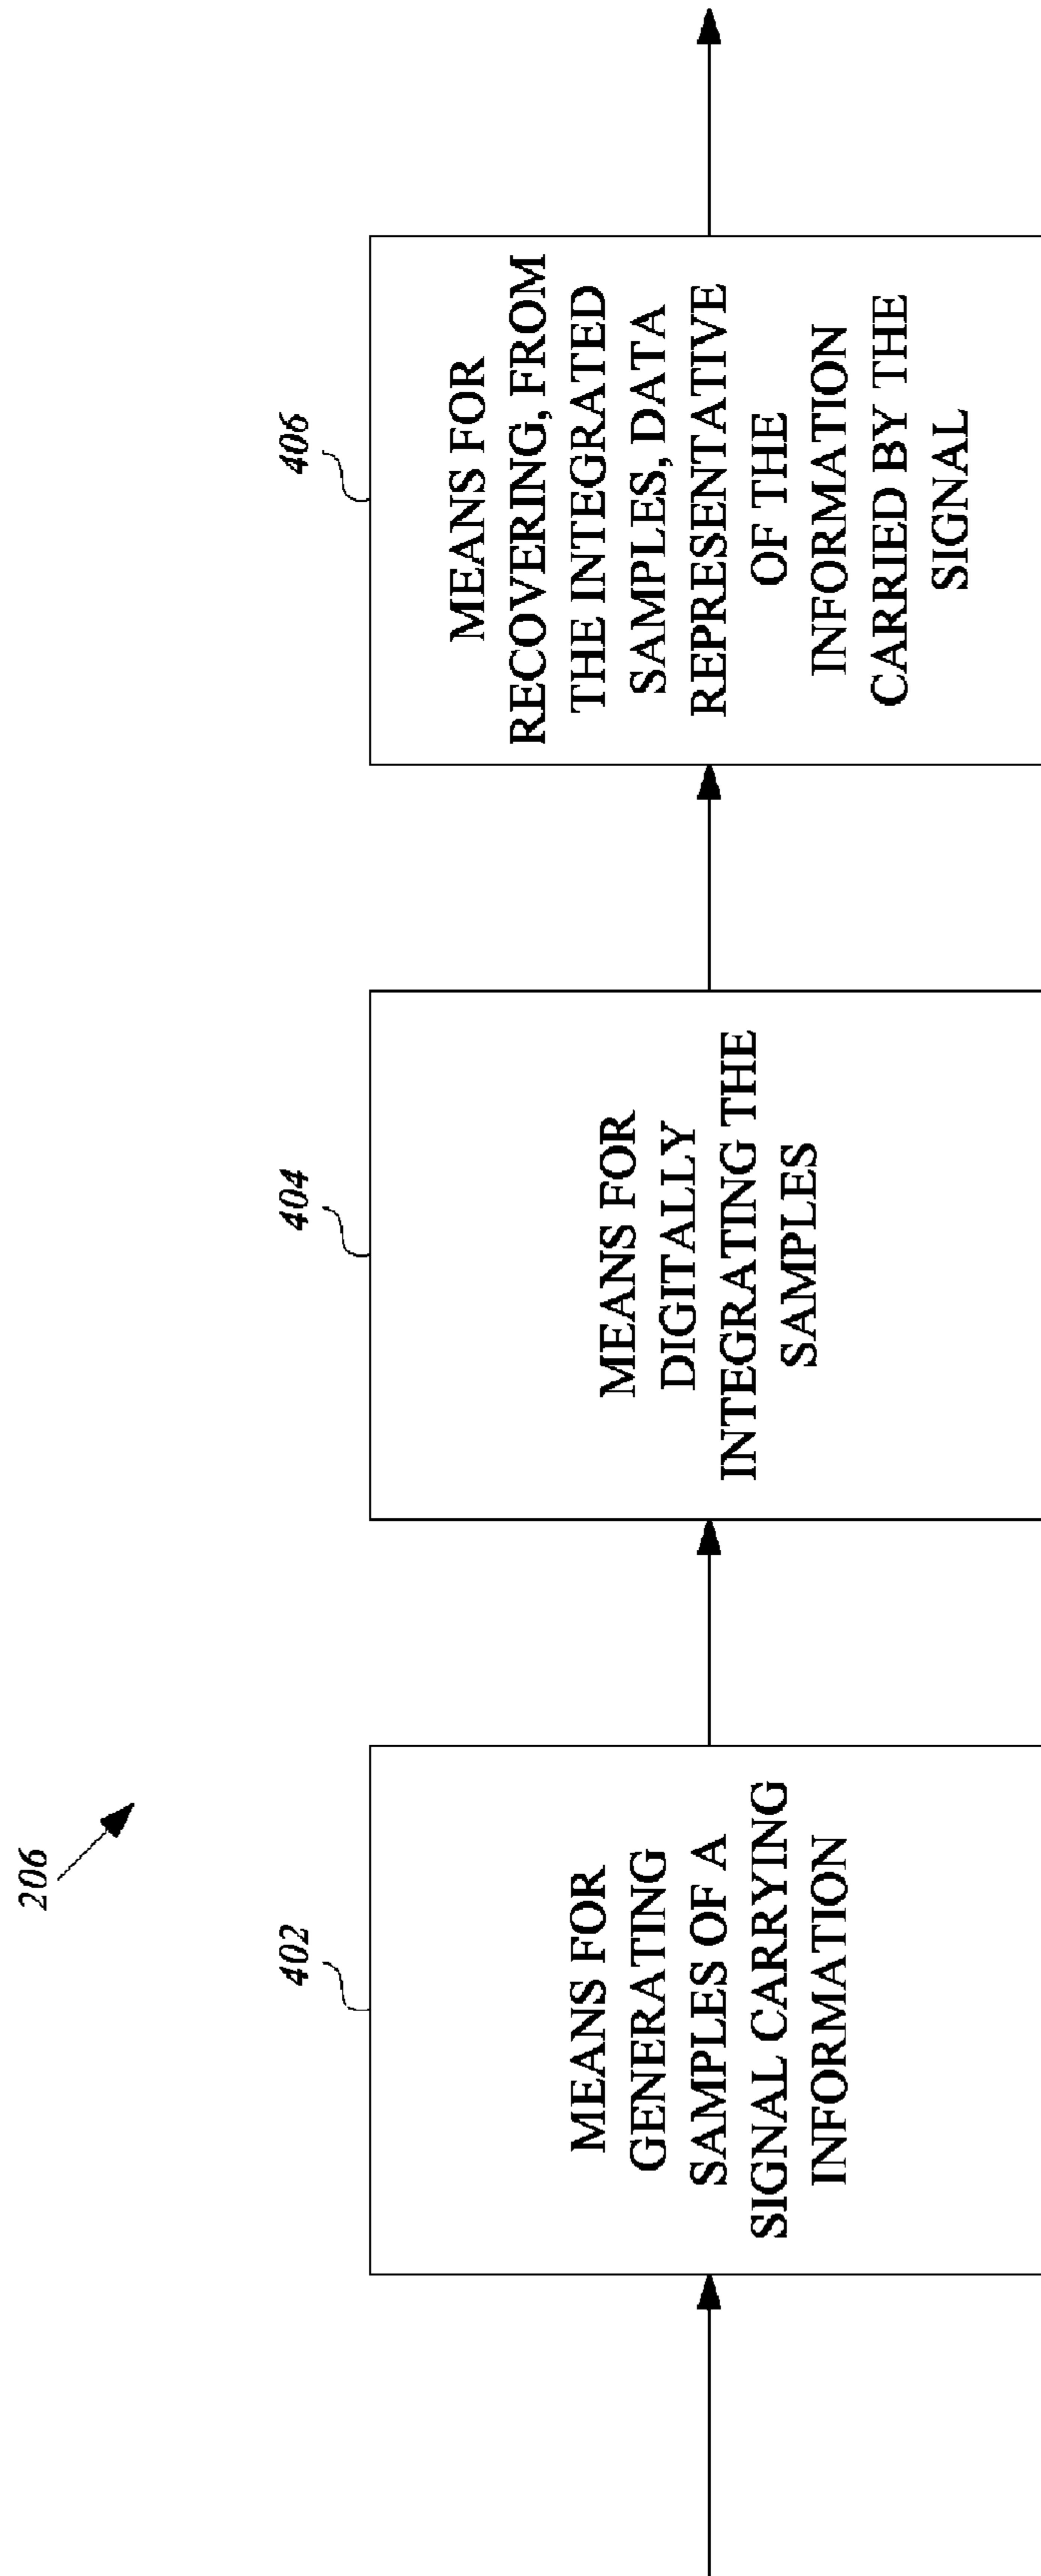 206
402
MEANS FOR
GENERATING
SAMPLES OF A
SIGNAL CARRYING
INFORMATION
404
MEANS FOR
DIGITALLY
INTEGRATING THE
SAMPLES
406
MEANS FOR
RECOVERING, FROM
THE INTEGRATED
SAMPLES, DATA
REPRESENTATIVE
OF THE
INFORMATION
CARRIED BY THE
SIGNAL